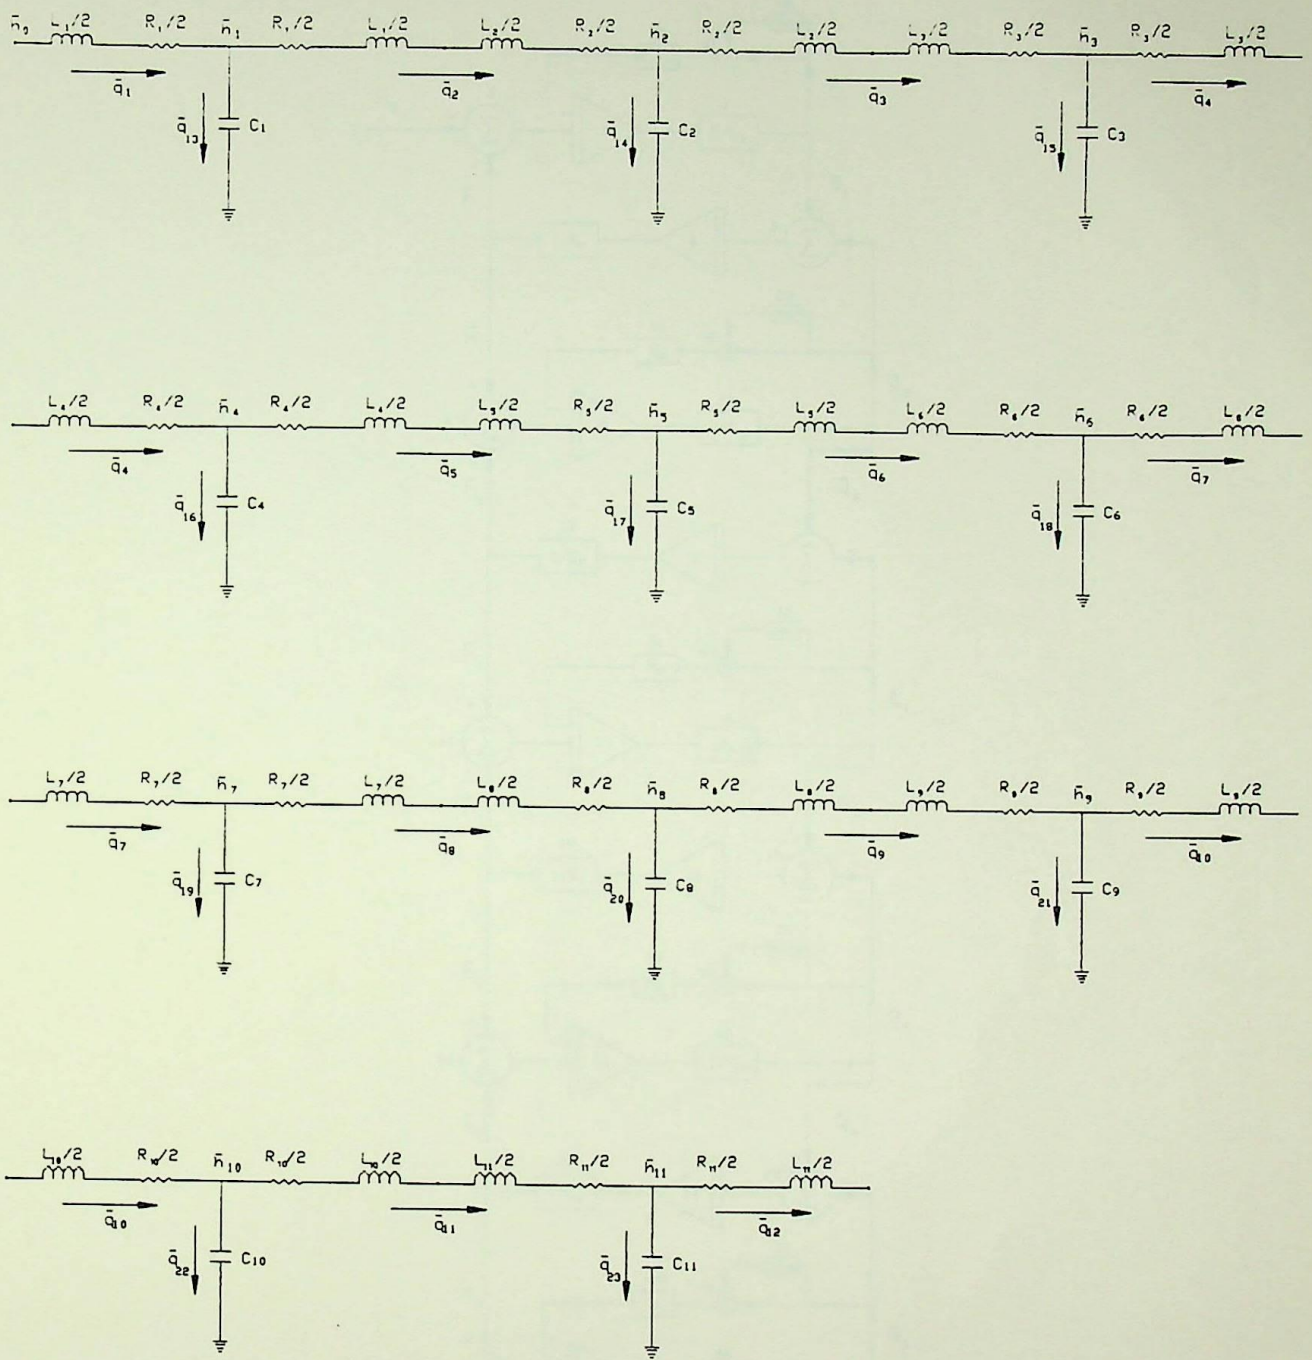 n̄₀ L₁/2 R₁/2 n̄₁ R₁/2 L₁/2 L₂/2 R₂/2 n̄₂ R₂/2 L₂/2 L₃/2 R₃/2 n̄₃ R₃/2 L₃/2
q̄₁ q̄₂ q̄₃ q̄₄
q̄₁₃ C₁ q̄₁₄ C₂ q̄₁₅ C₃
L₄/2 R₄/2 n̄₄ R₄/2 L₄/2 L₅/2 R₅/2 n̄₅ R₅/2 L₅/2 L₆/2 R₆/2 n̄₆ R₆/2 L₆/2
q̄₄ q̄₅ q̄₆ q̄₇
q̄₁₆ C₄ q̄₁₇ C₅ q̄₁₈ C₆
L₇/2 R₇/2 n̄₇ R₇/2 L₇/2 L₈/2 R₈/2 n̄₈ R₈/2 L₈/2 L₉/2 R₉/2 n̄₉ R₉/2 L₉/2
q̄₇ q̄₈ q̄₉ q̄₁₀
q̄₁₉ C₇ q̄₂₀ C₈ q̄₂₁ C₉
L₁₀/2 R₁₀/2 n̄₁₀ R₁₀/2 L₁₀/2 L₁₁/2 R₁₁/2 n̄₁₁ R₁₁/2 L₁₁/2
q̄₁₀ q̄₁₁ q̄₁₂
q̄₂₂ C₁₀ q̄₂₃ C₁₁